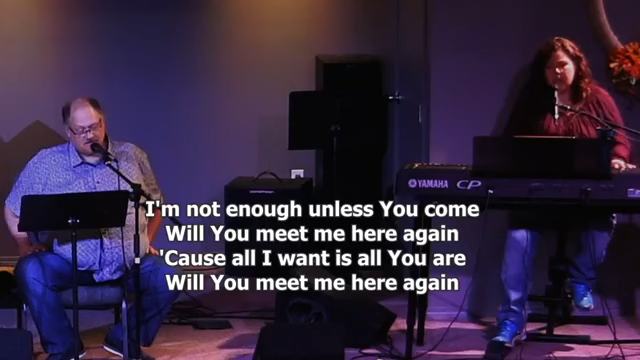 YAMAHA CP
I'm not enough unless You come
Will You meet me here again
'Cause all I want is all You are
Will You meet me here again